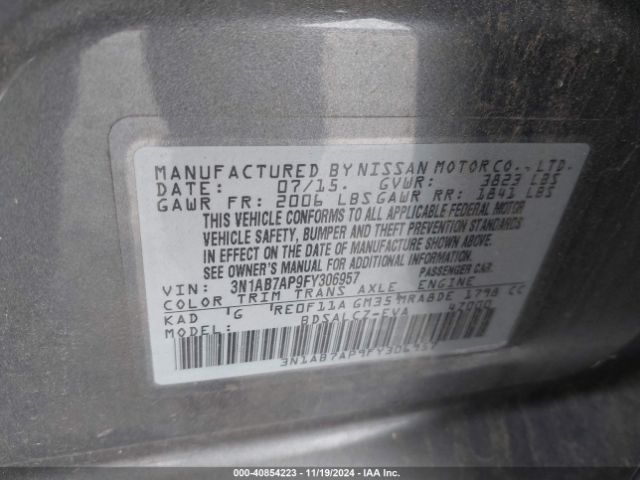 MANUFACTURED BY NISSAN MOTOR CO., LTD.
DATE: 07/15. GVWR: 3823 LBS
GAWR FR: 2006 LBS GAWR RR: 1841 LBS
THIS VEHICLE CONFORMS TO ALL APPLICABLE FEDERAL MOTOR
VEHICLE SAFETY, BUMPER AND THEFT PREVENTION STANDARDS
IN EFFECT ON THE DATE OF MANUFACTURE SHOWN ABOVE.
SEE OWNER'S MANUAL FOR ADDITIONAL INFORMATION.
PASSENGER CAR.
VIN: 3N1AB7AP9FY306957
COLOR TRIM TRANS AXLE ENGINE
KAD G RE0F11A GM35 MRA8DE 1798 CC
MODEL: BDSALCZ-EVA 4Z000
3N1AB7AP9FY306957
000-40854223 - 11/19/2024 - IAA Inc.